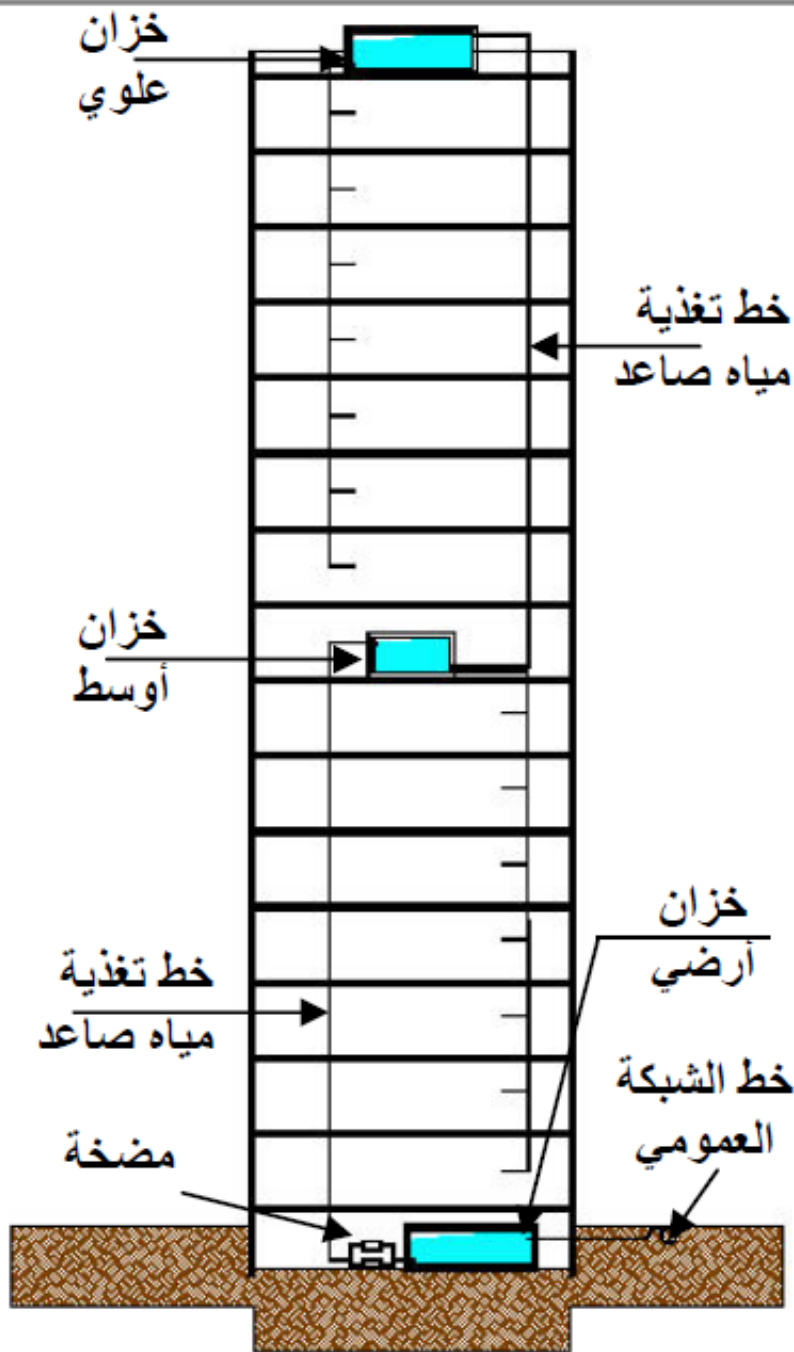 خزان
علوي
خط تغذية
مياه صاعد
خزان
أوسط
خزان
أرضي
خط تغذية
مياه صاعد
خط الشبكة
العمومي
مضخة